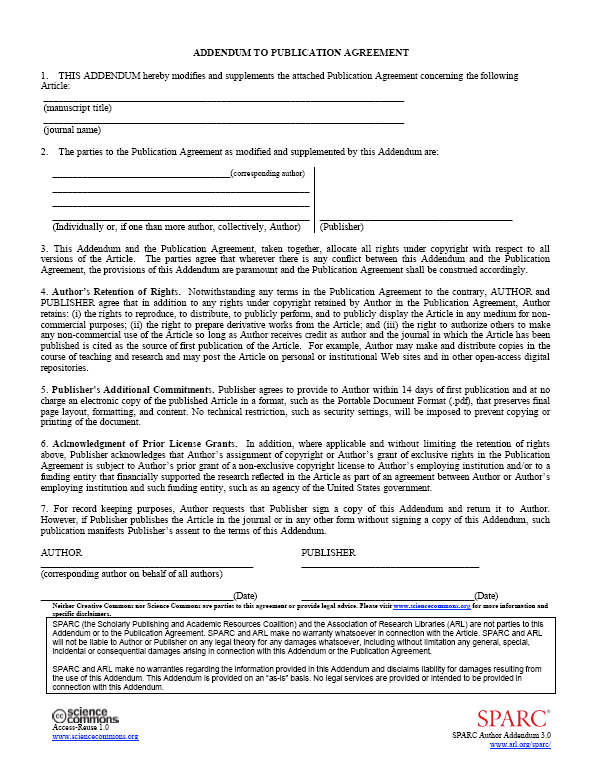 ADDENDUM TO PUBLICATION AGREEMENT
1. THIS ADDENDUM hereby modifies and supplements the attached Publication Agreement concerning the following
Article:
(manuscript title)
(journal name)
2. The parties to the Publication Agreement as modified and supplemented by this Addendum are:
(corresponding author)
(Individually or, if one than more author, collectively, Author)
(Publisher)
3. This Addendum and the Publication Agreement, taken together, allocate all rights under copyright with respect to all
versions of the Article. The parties agree that wherever there is any conflict between this Addendum and the Publication
Agreement, the provisions of this Addendum are paramount and the Publication Agreement shall be construed accordingly.
4. Author's Retention of Rights. Notwithstanding any terms in the Publication Agreement to the contrary, AUTHOR and
PUBLISHER agree that in addition to any rights under copyright retained by Author in the Publication Agreement, Author
retains: (i) the rights to reproduce, to distribute, to publicly perform, and to publicly display the Article in any medium for non-
commercial purposes; (ii) the right to prepare derivative works from the Article; and (iii) the right to authorize others to make
any non-commercial use of the Article so long as Author receives credit as author and the journal in which the Article has been
published is cited as the source of first publication of the Article. For example, Author may make and distribute copies in the
course of teaching and research and may post the Article on personal or institutional Web sites and in other open-access digital
repositories.
5. Publisher's Additional Commitments. Publisher agrees to provide to Author within 14 days of first publication and at no
charge an electronic copy of the published Article in a format, such as the Portable Document Format (.pdf), that preserves final
page layout, formatting, and content. No technical restriction, such as security settings, will be imposed to prevent copying or
printing of the document.
6. Acknowledgment of Prior License Grants. In addition, where applicable and without limiting the retention of rights
above, Publisher acknowledges that Author's assignment of copyright or Author's grant of exclusive rights in the Publication
Agreement is subject to Author's prior grant of a non-exclusive copyright license to Author's employing institution and/or to a
funding entity that financially supported the research reflected in the Article as part of an agreement between Author or Author's
employing institution and such funding entity, such as an agency of the United States government.
7. For record keeping purposes, Author requests that Publisher sign a copy of this Addendum and return it to Author.
However, if Publisher publishes the Article in the journal or in any other form without signing a copy of this Addendum, such
publication manifests Publisher's assent to the terms of this Addendum.
AUTHOR
PUBLISHER
(corresponding author on behalf of all authors)
(Date)
(Date)
Neither Creative Commons nor Science Commons are parties to this agreement or provide legal advice. Please visit www.sciencecommons.org for more information and
specific disclaimers.
SPARC (the Scholarly Publishing and Academic Resources Coalition) and the Association of Research Libraries (ARL) are not parties to this
Addendum or to the Publication Agreement. SPARC and ARL make no warranty whatsoever in connection with the Article. SPARC and ARL
will not be liable to Author or Publisher on any legal theory for any damages whatsoever, including without limitation any general, special,
incidental or consequential damages arising in connection with this Addendum or the Publication Agreement.
SPARC and ARL make no warranties regarding the information provided in this Addendum and disclaims liability for damages resulting from
the use of this Addendum. This Addendum is provided on an "as-is" basis. No legal services are provided or intended to be provided in
connection with this Addendum.
cc science commons
Access-Reuse 1.0
www.sciencecommons.org
SPARC®
SPARC Author Addendum 3.0
www.arl.org/sparc/